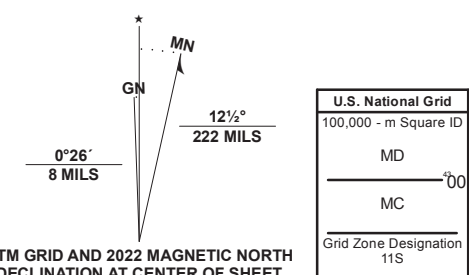 ★
MN
GN
12½°
222 MILS
0°26´
8 MILS
TM GRID AND 2022 MAGNETIC NORTH
DECLINATION AT CENTER OF SHEET
U.S. National Grid
100,000 - m Square ID
MD
4300
MC
Grid Zone Designation
11S